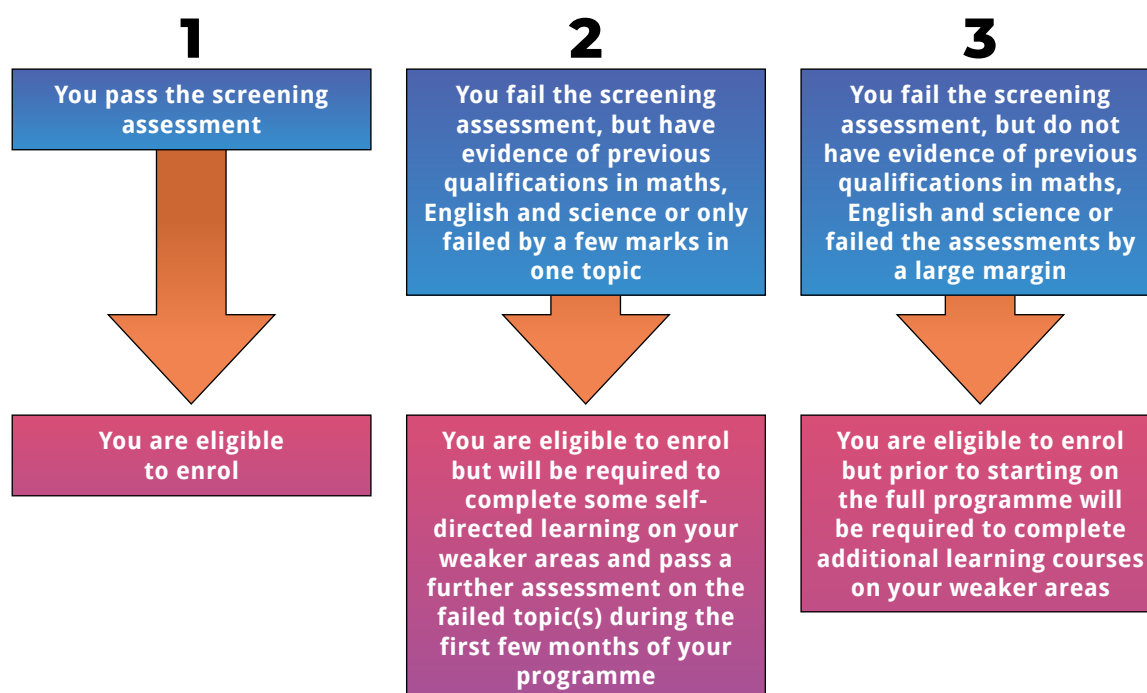 1
You pass the screening
assessment
You are eligible
to enrol
2
You fail the screening
assessment, but have
evidence of previous
qualifications in maths,
English and science or only
failed by a few marks in
one topic
You are eligible to enrol
but will be required to
complete some self-
directed learning on your
weaker areas and pass a
further assessment on the
failed topic(s) during the
first few months of your
programme
3
You fail the screening
assessment, but do not
have evidence of previous
qualifications in maths,
English and science or
failed the assessments by
a large margin
You are eligible to enrol
but prior to starting on
the full programme will
be required to complete
additional learning courses
on your weaker areas